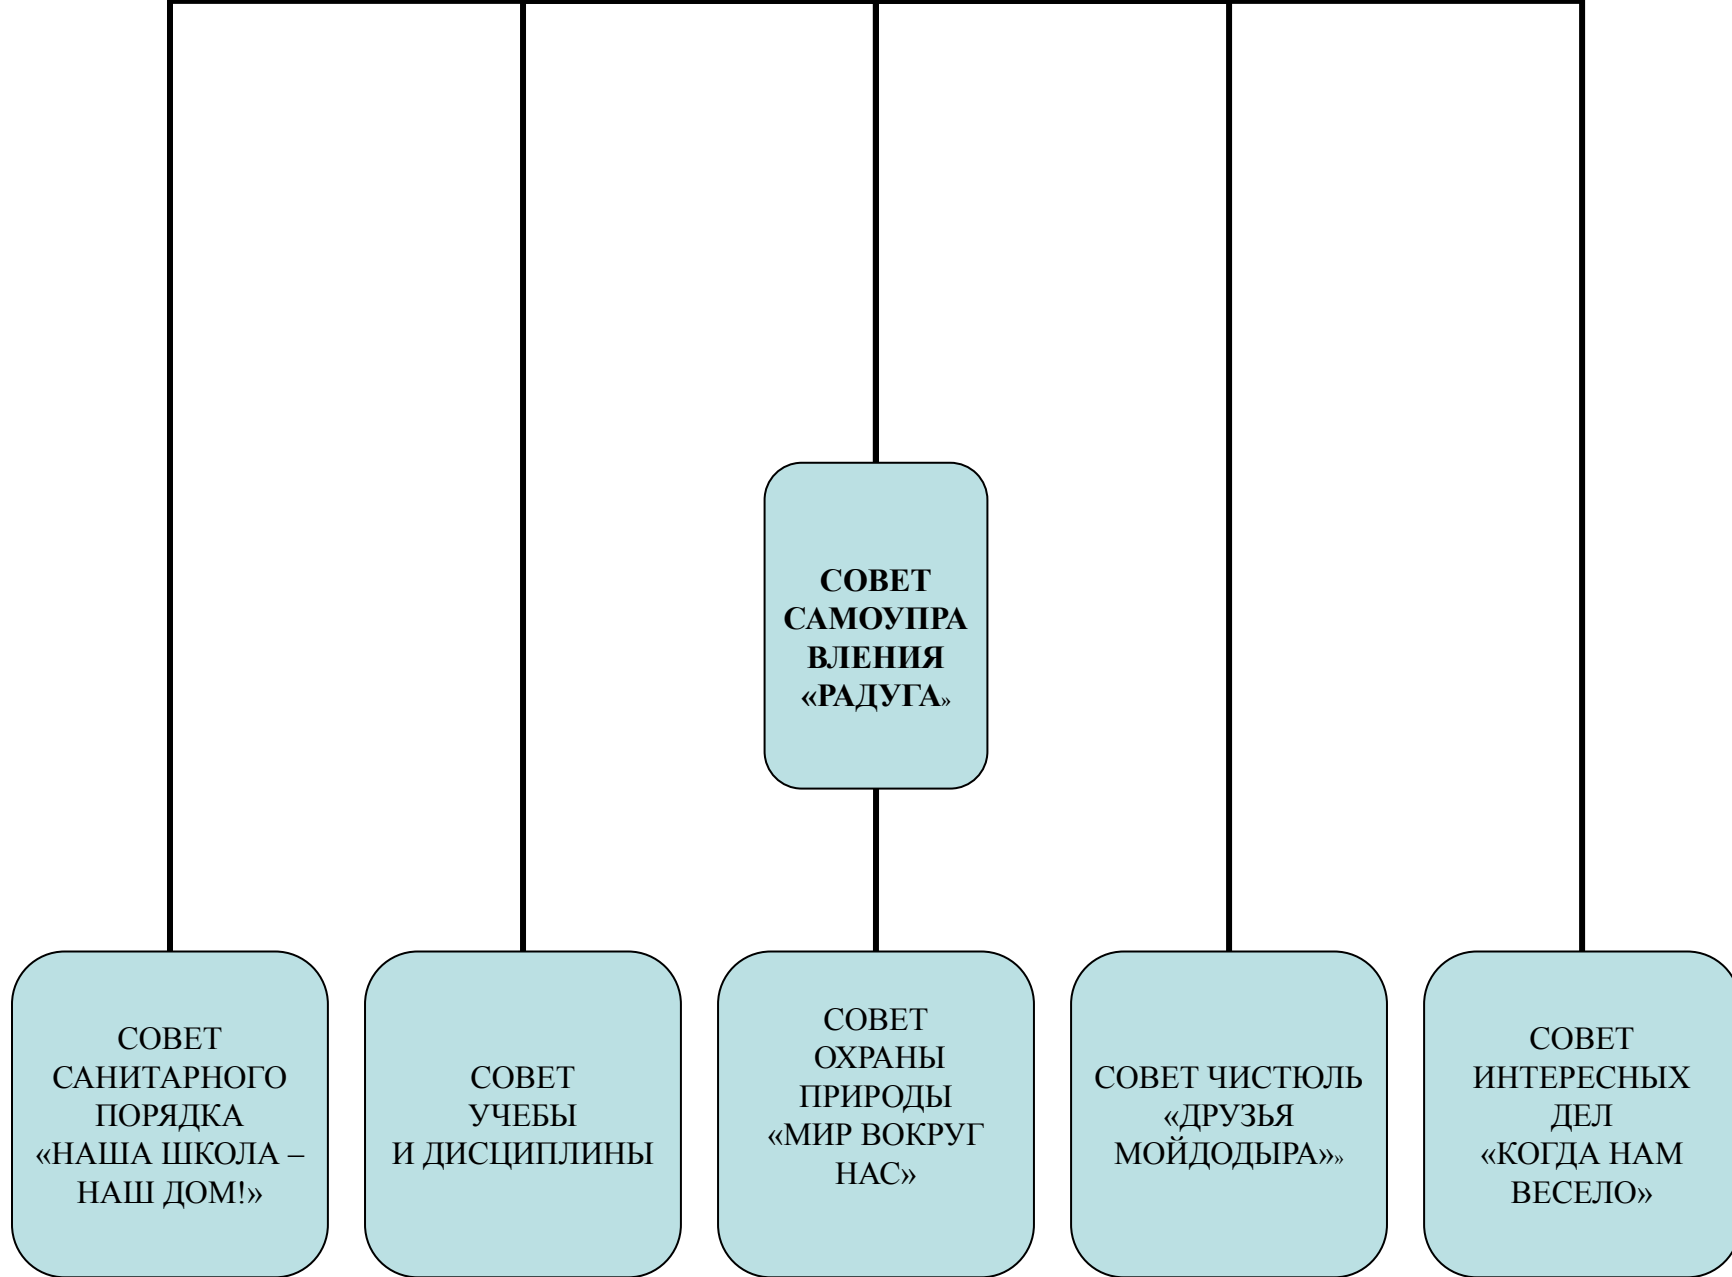 СОВЕТ
САМОУПРА
ВЛЕНИЯ
«РАДУГА»
СОВЕТ
САНИТАРНОГО
ПОРЯДКА
«НАША ШКОЛА –
НАШ ДОМ!»
СОВЕТ
УЧЕБЫ
И ДИСЦИПЛИНЫ
СОВЕТ
ОХРАНЫ
ПРИРОДЫ
«МИР ВОКРУГ
НАС»
СОВЕТ ЧИСТЮЛЬ
«ДРУЗЬЯ
МОЙДОДЫРА»»
СОВЕТ
ИНТЕРЕСНЫХ
ДЕЛ
«КОГДА НАМ
ВЕСЕЛО»